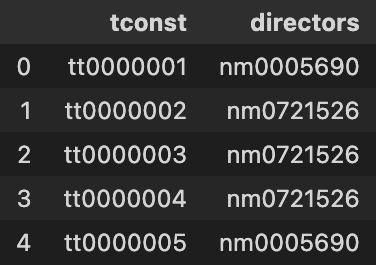 tconst directors
0 tt0000001 nm0005690
1 tt0000002 nm0721526
2 tt0000003 nm0721526
3 tt0000004 nm0721526
4 tt0000005 nm0005690